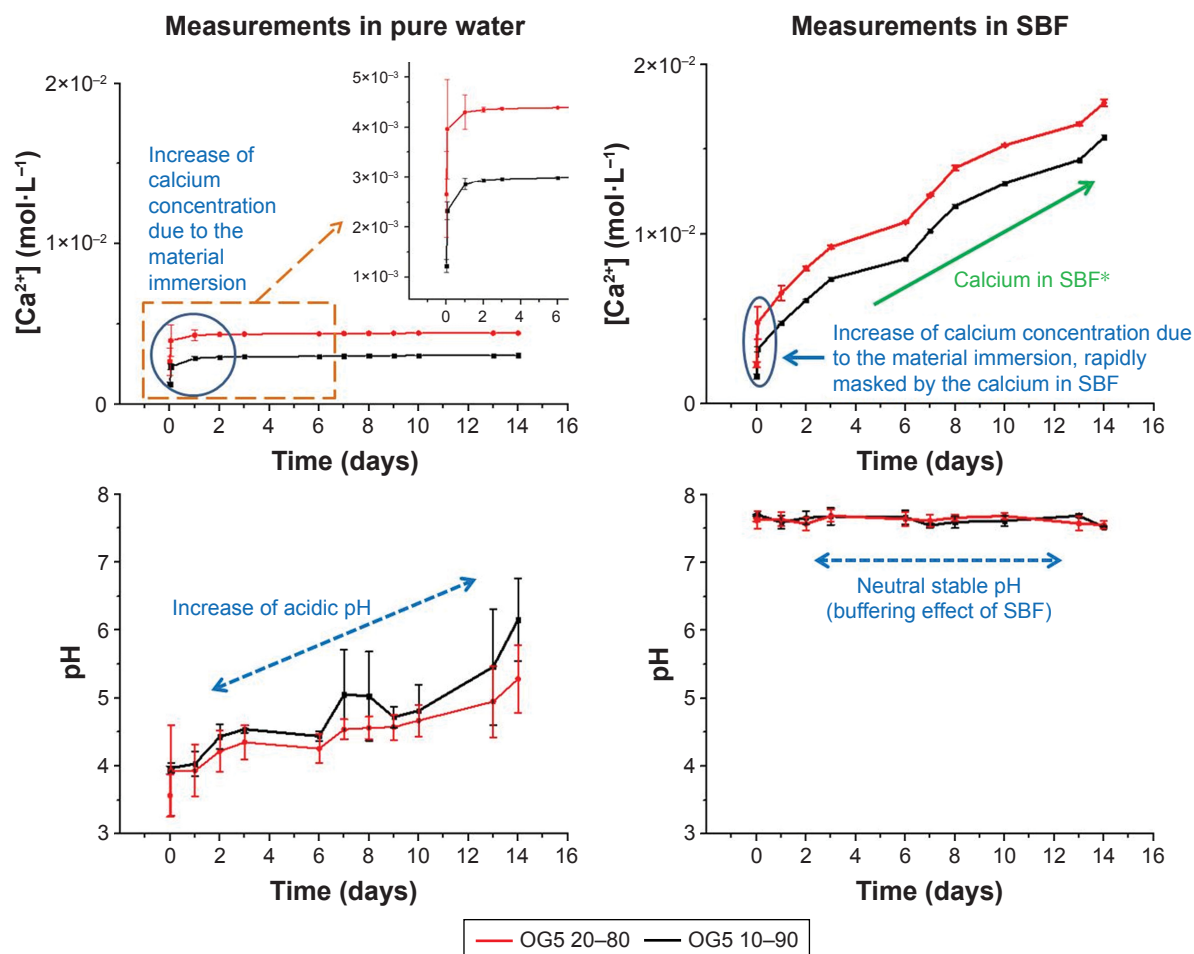 Measurements in pure water
2×10⁻²
1×10⁻²
0
[Ca²⁺] (mol·L⁻¹)
Increase of
calcium
concentration
due to the
material
immersion
5×10⁻³
4×10⁻³
3×10⁻³
2×10⁻³
1×10⁻³
0 2 4 6
0 2 4 6 8 10 12 14 16
Time (days)
Measurements in SBF
2×10⁻²
1×10⁻²
0
[Ca²⁺] (mol·L⁻¹)
Calcium in SBF*
Increase of calcium concentration due
to the material immersion, rapidly
masked by the calcium in SBF
0 2 4 6 8 10 12 14 16
Time (days)
8
7
6
5
4
3
pH
Increase of acidic pH
0 2 4 6 8 10 12 14 16
Time (days)
8
7
6
5
4
3
pH
Neutral stable pH
(buffering effect of SBF)
0 2 4 6 8 10 12 14 16
Time (days)
OG5 20–80 OG5 10–90